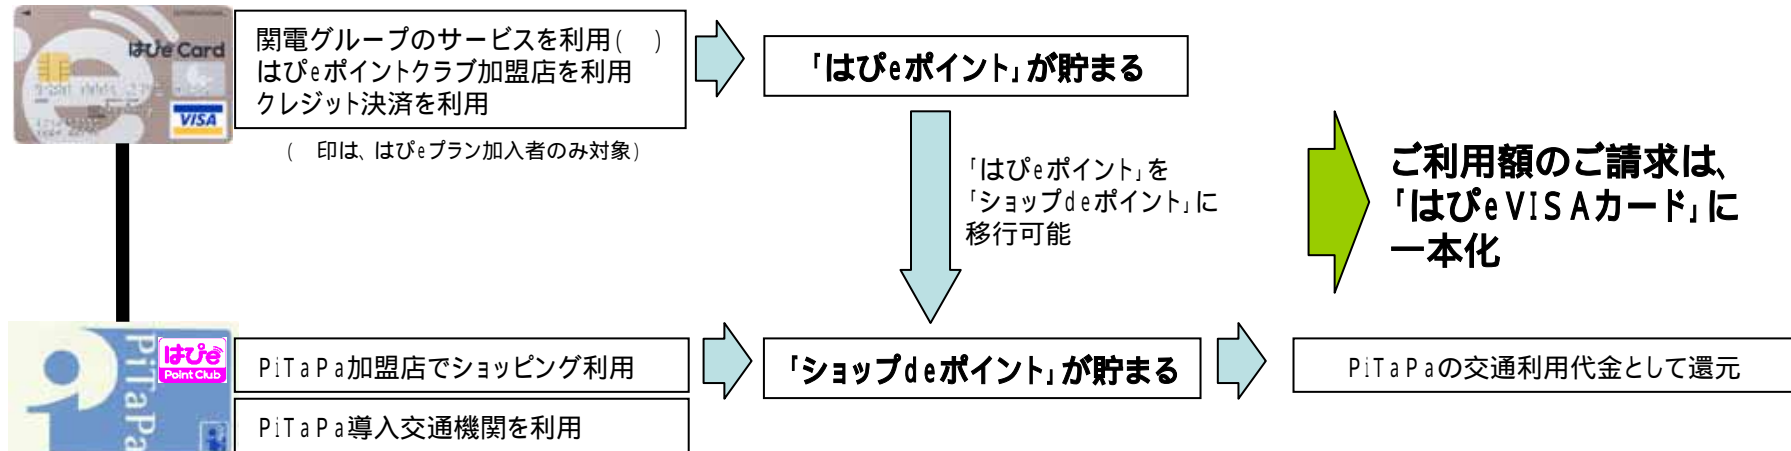 はぴe Card
VISA
関電グループのサービスを利用(　)
はぴeポイントクラブ加盟店を利用
クレジット決済を利用
(　印は、はぴeプラン加入者のみ対象)
「はぴeポイント」が貯まる
「はぴeポイント」を
「ショップdeポイント」に
移行可能
ご利用額のご請求は、
「はぴeVISAカード」に
一本化
PiTaPa
はぴe
Point Club
PiTaPa加盟店でショッピング利用
PiTaPa導入交通機関を利用
「ショップdeポイント」が貯まる
PiTaPaの交通利用代金として還元